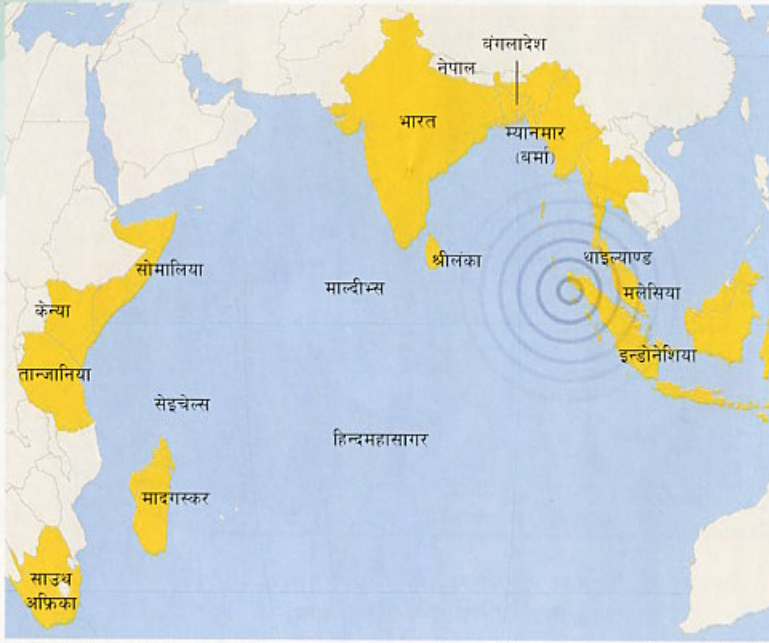 बंगलादेश
नेपाल
भारत
म्यानमार
(बर्मा)
श्रीलंका
थाइल्याण्ड
सोमालिया
माल्दीभ्स
मलेसिया
केन्या
इन्डोनेशिया
तान्जानिया
सेइचेल्स
हिन्दमहासागर
मादगस्कर
साउथ
अफ्रिका